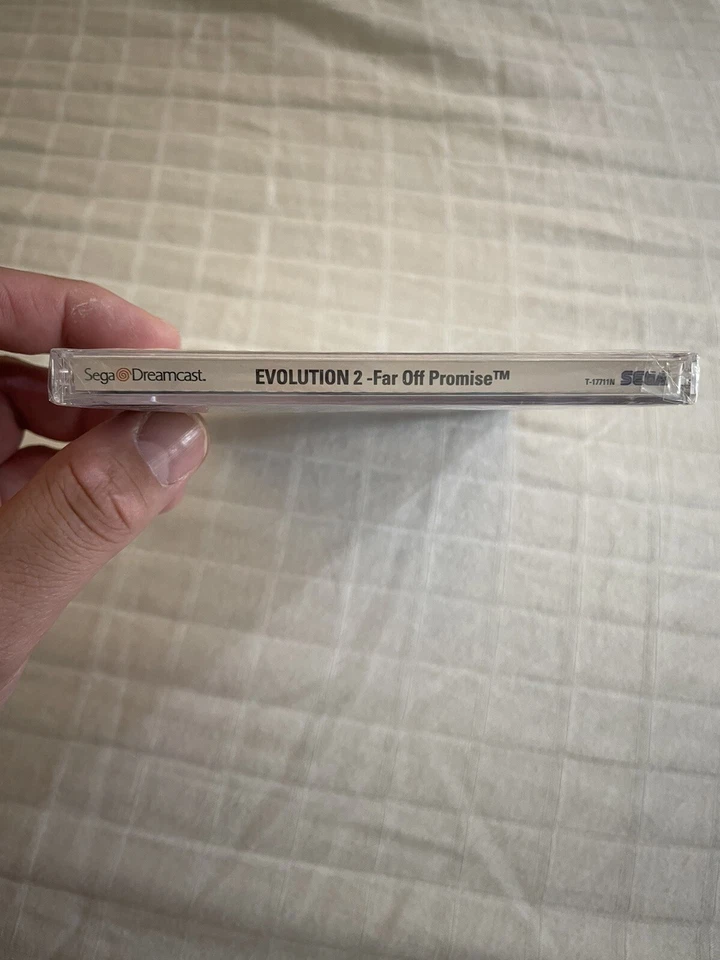 Sega Dreamcast. EVOLUTION 2 -Far Off Promise™ T-17711N SEGA